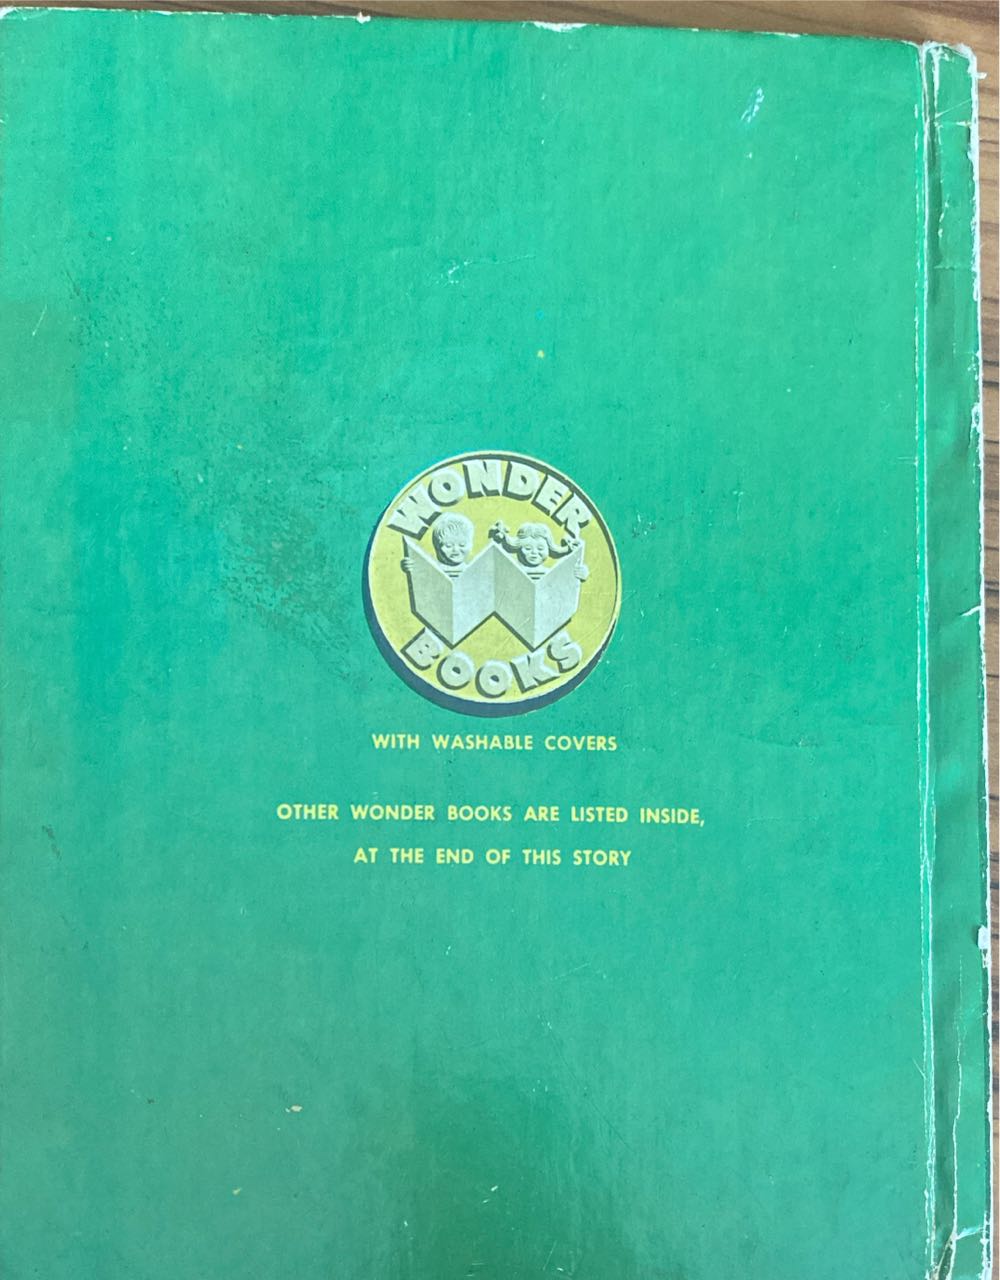 WONDER
BOOKS
WITH WASHABLE COVERS
OTHER WONDER BOOKS ARE LISTED INSIDE,
AT THE END OF THIS STORY